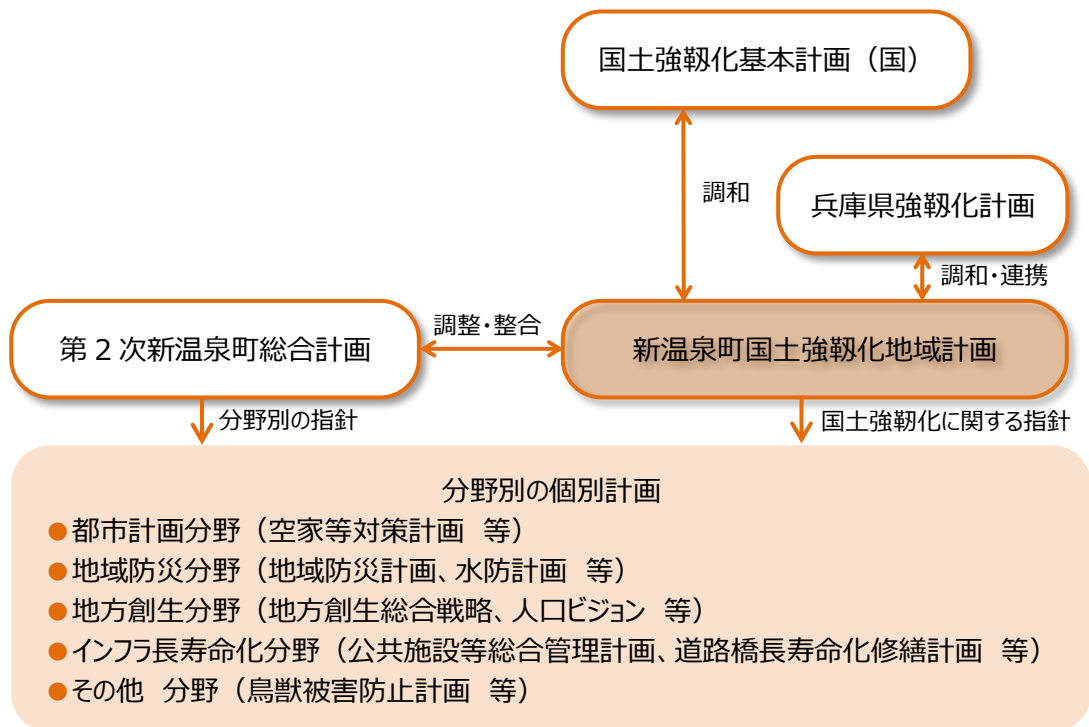 国土強靱化基本計画（国）
調和
兵庫県強靱化計画
調和・連携
第２次新温泉町総合計画
調整・整合
新温泉町国土強靱化地域計画
分野別の指針
国土強靱化に関する指針
分野別の個別計画
●都市計画分野（空家等対策計画 等）
●地域防災分野（地域防災計画、水防計画 等）
●地方創生分野（地方創生総合戦略、人口ビジョン 等）
●インフラ長寿命化分野（公共施設等総合管理計画、道路橋長寿命化修繕計画 等）
●その他 分野（鳥獣被害防止計画 等）